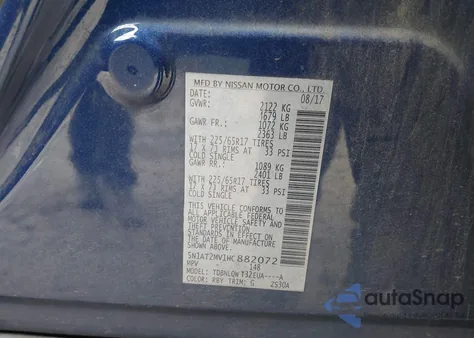 MFD BY NISSAN MOTOR CO., LTD.
DATE: 08/17
GVWR: 2122 KG
4679 LB
GAWR FR.: 1072 KG
2363 LB
WITH 225/65R17 TIRES
17 X 7J RIMS AT 33 PSI
COLD SINGLE
GAWR RR.: 1089 KG
2401 LB
WITH 225/65R17 TIRES
17 X 7J RIMS AT 33 PSI
COLD SINGLE
THIS VEHICLE CONFORMS TO ALL
APPLICABLE FEDERAL
MOTOR VEHICLE SAFETY AND
THEFT PREVENTION
STANDARDS IN EFFECT ON THE DATE OF
MANUFACTURE SHOWN ABOVE
5N1AT2MV1HC882072
MPV 148
MODEL: TDBNLQW T32EUA----A
COLOR: RBY TRIM: G 2S30A
autoSnap